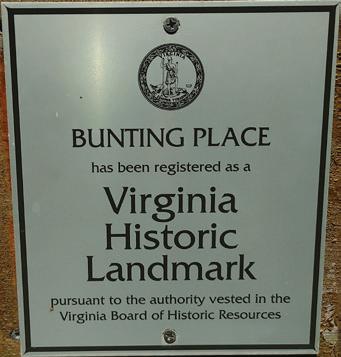 VIRGINIA
BUNTING PLACE
has been registered as a
Virginia
Historic
Landmark
pursuant to the authority vested in the
Virginia Board of Historic Resources